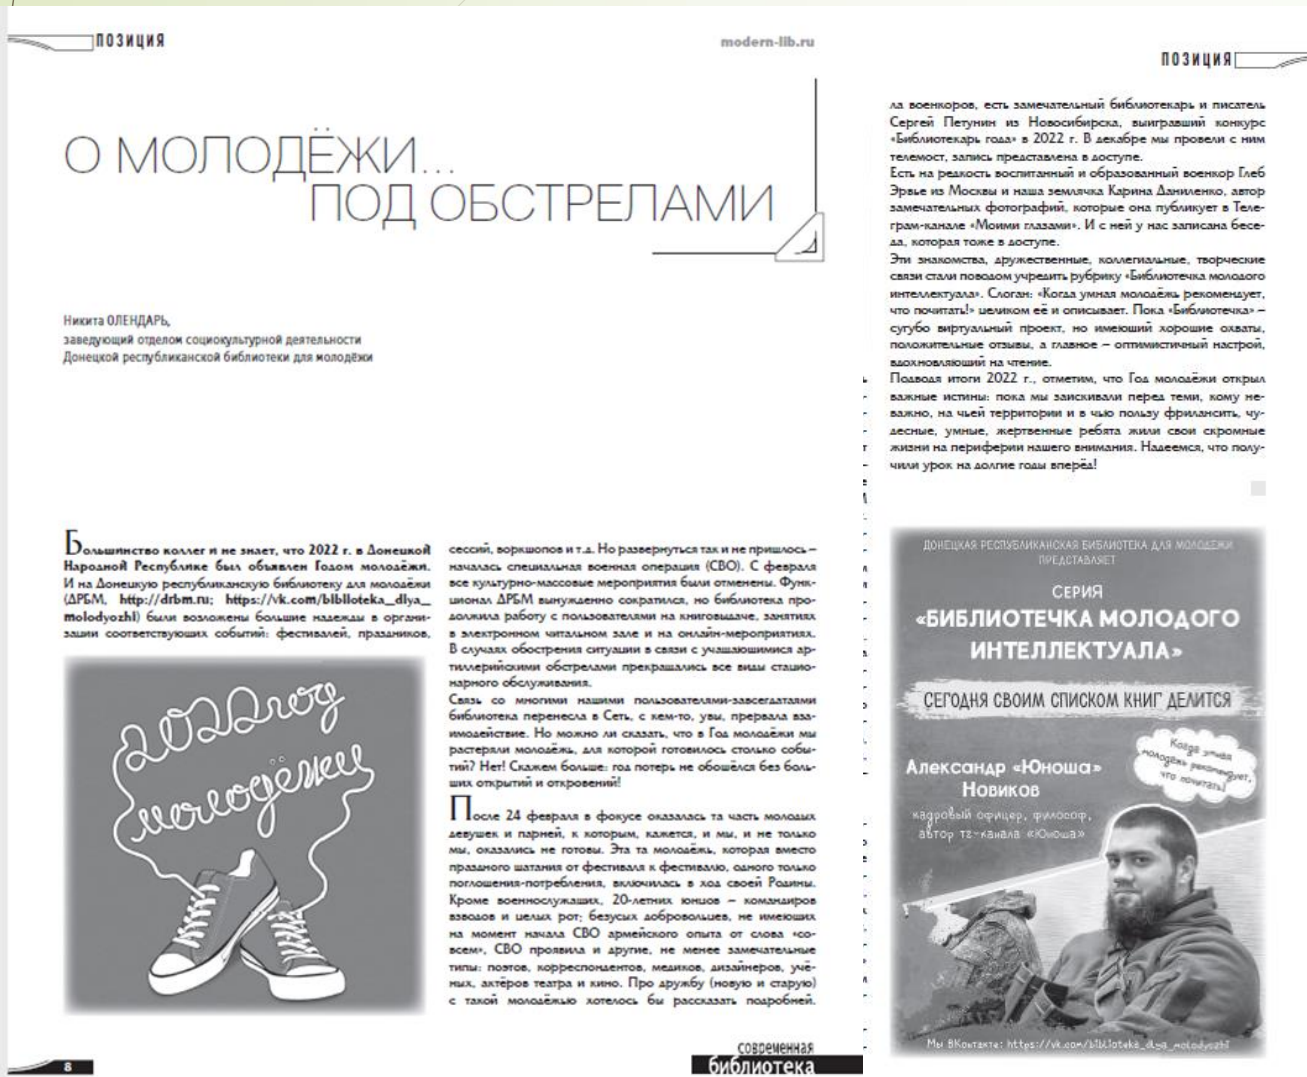 ПОЗИЦИЯ
modern-lib.ru
О МОЛОДЁЖИ...
ПОД ОБСТРЕЛАМИ
Никита ОЛЕНДАРЬ,
заведующий отделом социокультурной деятельности
Донецкой республиканской библиотеки для молодёжи
Большинство коллег и не знает, что 2022 г. в Донецкой
Народной Республике был объявлен Годом молодёжи.
И на Донецкую республиканскую библиотеку для молодёжи
(ДРБМ, http://drbm.ru; https://vk.com/biblioteka_dlya_
molodyozhi) были возложены большие надежды в органи-
зации соответствующих событий: фестивалей, праздников,
2022 год
молодёжи
8
сессий, воркшопов и т.д. Но развернуться так и не пришлось –
началась специальная военная операция (СВО). С февраля
все культурно-массовые мероприятия были отменены. Функ-
ционал ДРБМ вынужденно сократился, но библиотека про-
должила работу с пользователями на книговыдаче, занятиях
в электронном читальном зале и на онлайн-мероприятиях.
В случаях обострения ситуации в связи с учащающимися ар-
тиллерийскими обстрелами прекращались все виды стацио-
нарного обслуживания.
Связь со многими нашими пользователями-завсегдатаями
библиотека перенесла в Сеть, с кем-то, увы, прервала вза-
имодействие. Но можно ли сказать, что в Год молодёжи мы
растеряли молодёжь, для которой готовилось столько собы-
тий? Нет! Скажем больше: год потерь не обошёлся без боль-
ших открытий и откровений!
После 24 февраля в фокусе оказалась та часть молодых
девушек и парней, к которым, кажется, и мы, и не только
мы, оказались не готовы. Эта та молодёжь, которая вместо
праздного шатания от фестиваля к фестивалю, одного только
поглощения-потребления, включилась в ход своей Родины.
Кроме военнослужащих, 20-летних юнцов – командиров
взводов и целых рот; безусых добровольцев, не имеющих
на момент начала СВО армейского опыта от слова «со-
всем», СВО проявила и другие, не менее замечательные
типы: поэтов, корреспондентов, медиков, дизайнеров, учё-
ных, актёров театра и кино. Про дружбу (новую и старую)
с такой молодёжью хотелось бы рассказать подробней.
современная
библиотека
ПОЗИЦИЯ
ла военкоров, есть замечательный библиотекарь и писатель
Сергей Петунин из Новосибирска, выигравший конкурс
«Библиотекарь года» в 2022 г. В декабре мы провели с ним
телемост, запись представлена в доступе.
Есть на редкость воспитанный и образованный военкор Глеб
Эрвье из Москвы и наша землячка Карина Даниленко, автор
замечательных фотографий, которые она публикует в Теле-
грам-канале «Моими глазами». И с ней у нас записана бесе-
да, которая тоже в доступе.
Эти знакомства, дружественные, коллегиальные, творческие
связи стали поводом учредить рубрику «Библиотечка молодого
интеллектуала». Слоган: «Когда умная молодёжь рекомендует,
что почитать!» целиком её и описывает. Пока «Библиотечка» –
сугубо виртуальный проект, но имеющий хорошие охваты,
положительные отзывы, а главное – оптимистичный настрой,
вдохновляющий на чтение.
Подводя итоги 2022 г., отметим, что Год молодёжи открыл
важные истины: пока мы заискивали перед теми, кому не-
важно, на чьей территории и в чью пользу фрилансить, чу-
десные, умные, жертвенные ребята жили свои скромные
жизни на периферии нашего внимания. Надеемся, что полу-
чили урок на долгие годы вперёд!
ДОНЕЦКАЯ РЕСПУБЛИКАНСКАЯ БИБЛИОТЕКА ДЛЯ МОЛОДЕЖИ
ПРЕДСТАВЛЯЕТ
СЕРИЯ
«БИБЛИОТЕЧКА МОЛОДОГО
ИНТЕЛЛЕКТУАЛА»
СЕГОДНЯ СВОИМ СПИСКОМ КНИГ ДЕЛИТСЯ
Когда умная
молодёжь рекомендует,
что почитать!
Александр «Юноша»
Новиков
кадровый офицер, философ,
автор тг-канала «Юноша»
Мы ВКонтакте: https://vk.com/biblioteka_dlya_molodyozhi